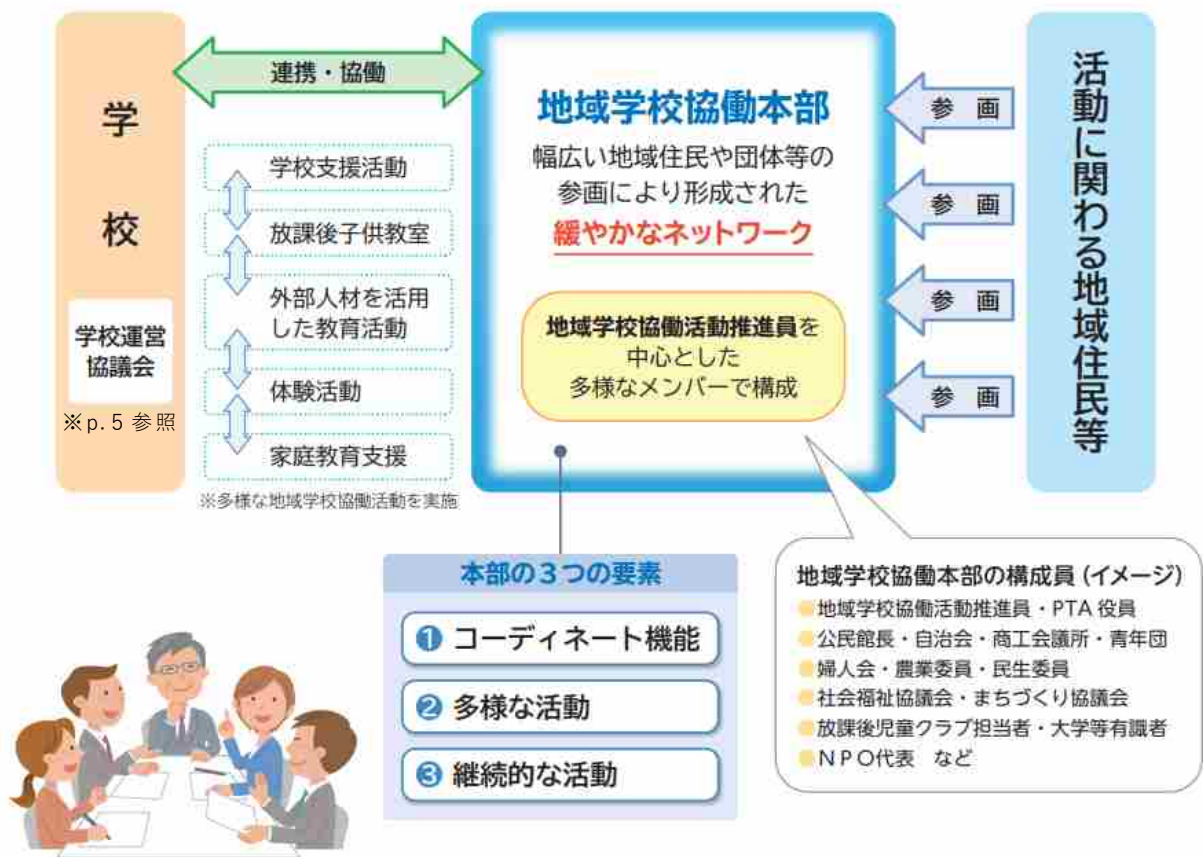 学校
学校運営
協議会
※p.5 参照
連携・協働
学校支援活動
放課後子供教室
外部人材を活用
した教育活動
体験活動
家庭教育支援
※多様な地域学校協働活動を実施
地域学校協働本部
幅広い地域住民や団体等の
参画により形成された
緩やかなネットワーク
地域学校協働活動推進員を
中心とした
多様なメンバーで構成
参 画
参 画
参 画
参 画
活動に関わる地域住民等
本部の3つの要素
❶ コーディネート機能
❷ 多様な活動
❸ 継続的な活動
地域学校協働本部の構成員(イメージ)
●地域学校協働活動推進員・PTA 役員
●公民館長・自治会・商工会議所・青年団
●婦人会・農業委員・民生委員
●社会福祉協議会・まちづくり協議会
●放課後児童クラブ担当者・大学等有識者
●NPO代表 など